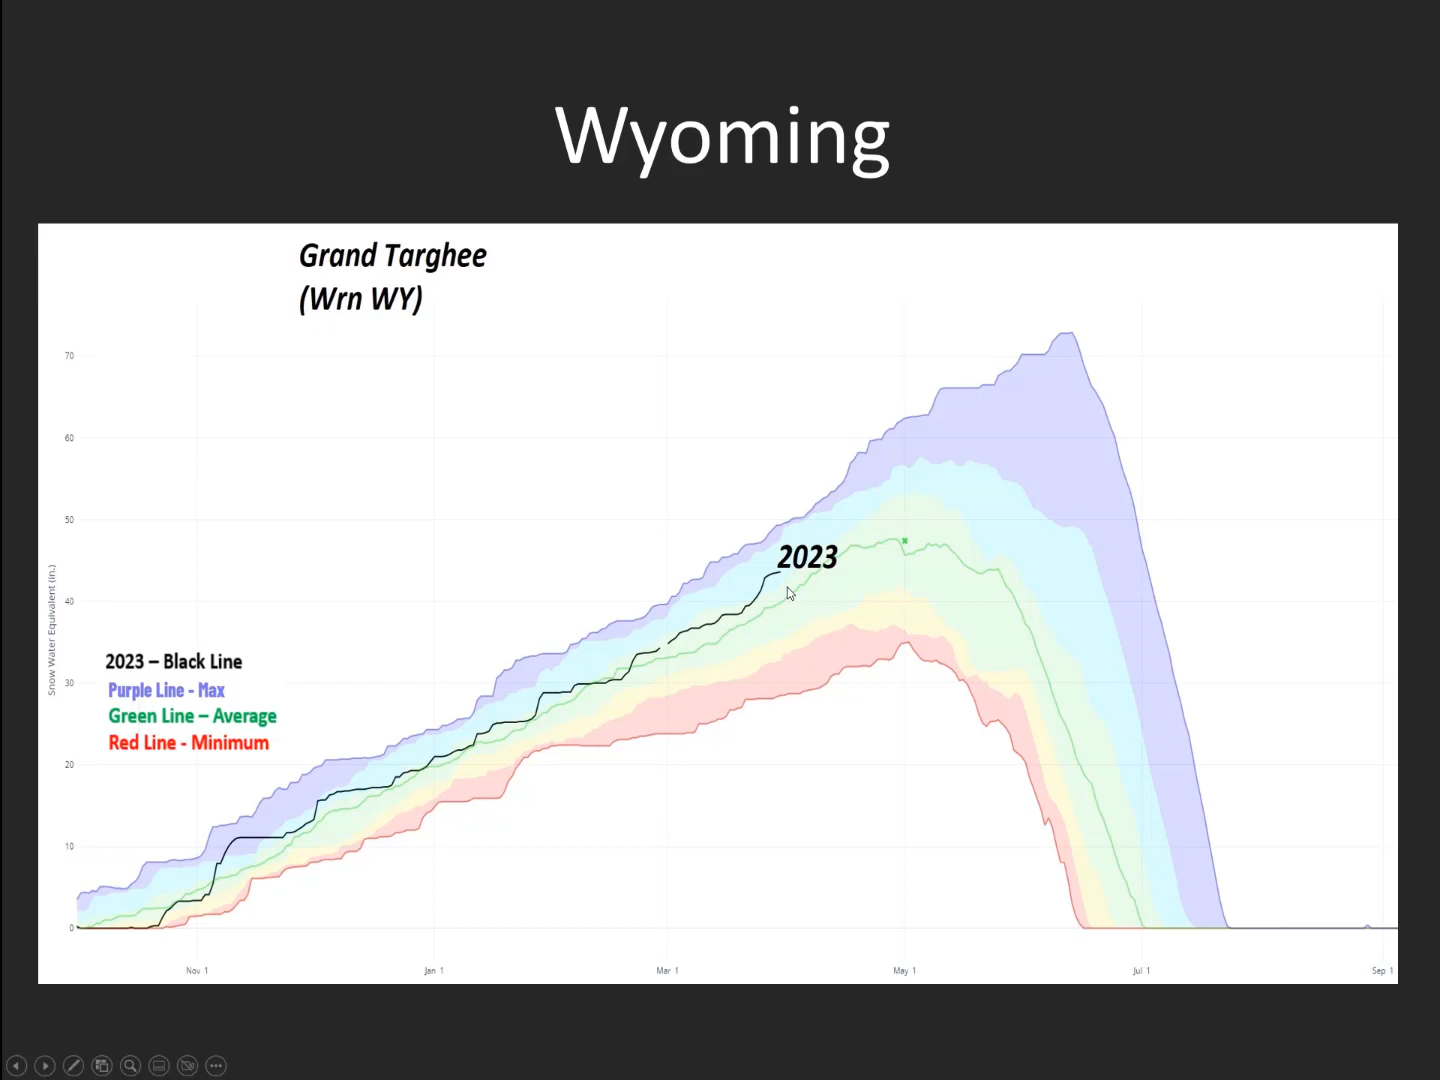 Wyoming
Grand Targhee
(Wrn WY)
70
60
50
40
30
20
10
0
Snow Water Equivalent (in.)
2023
2023 – Black Line
Purple Line - Max
Green Line – Average
Red Line - Minimum
Nov 1
Jan 1
Mar 1
May 1
Jul 1
Sep 1